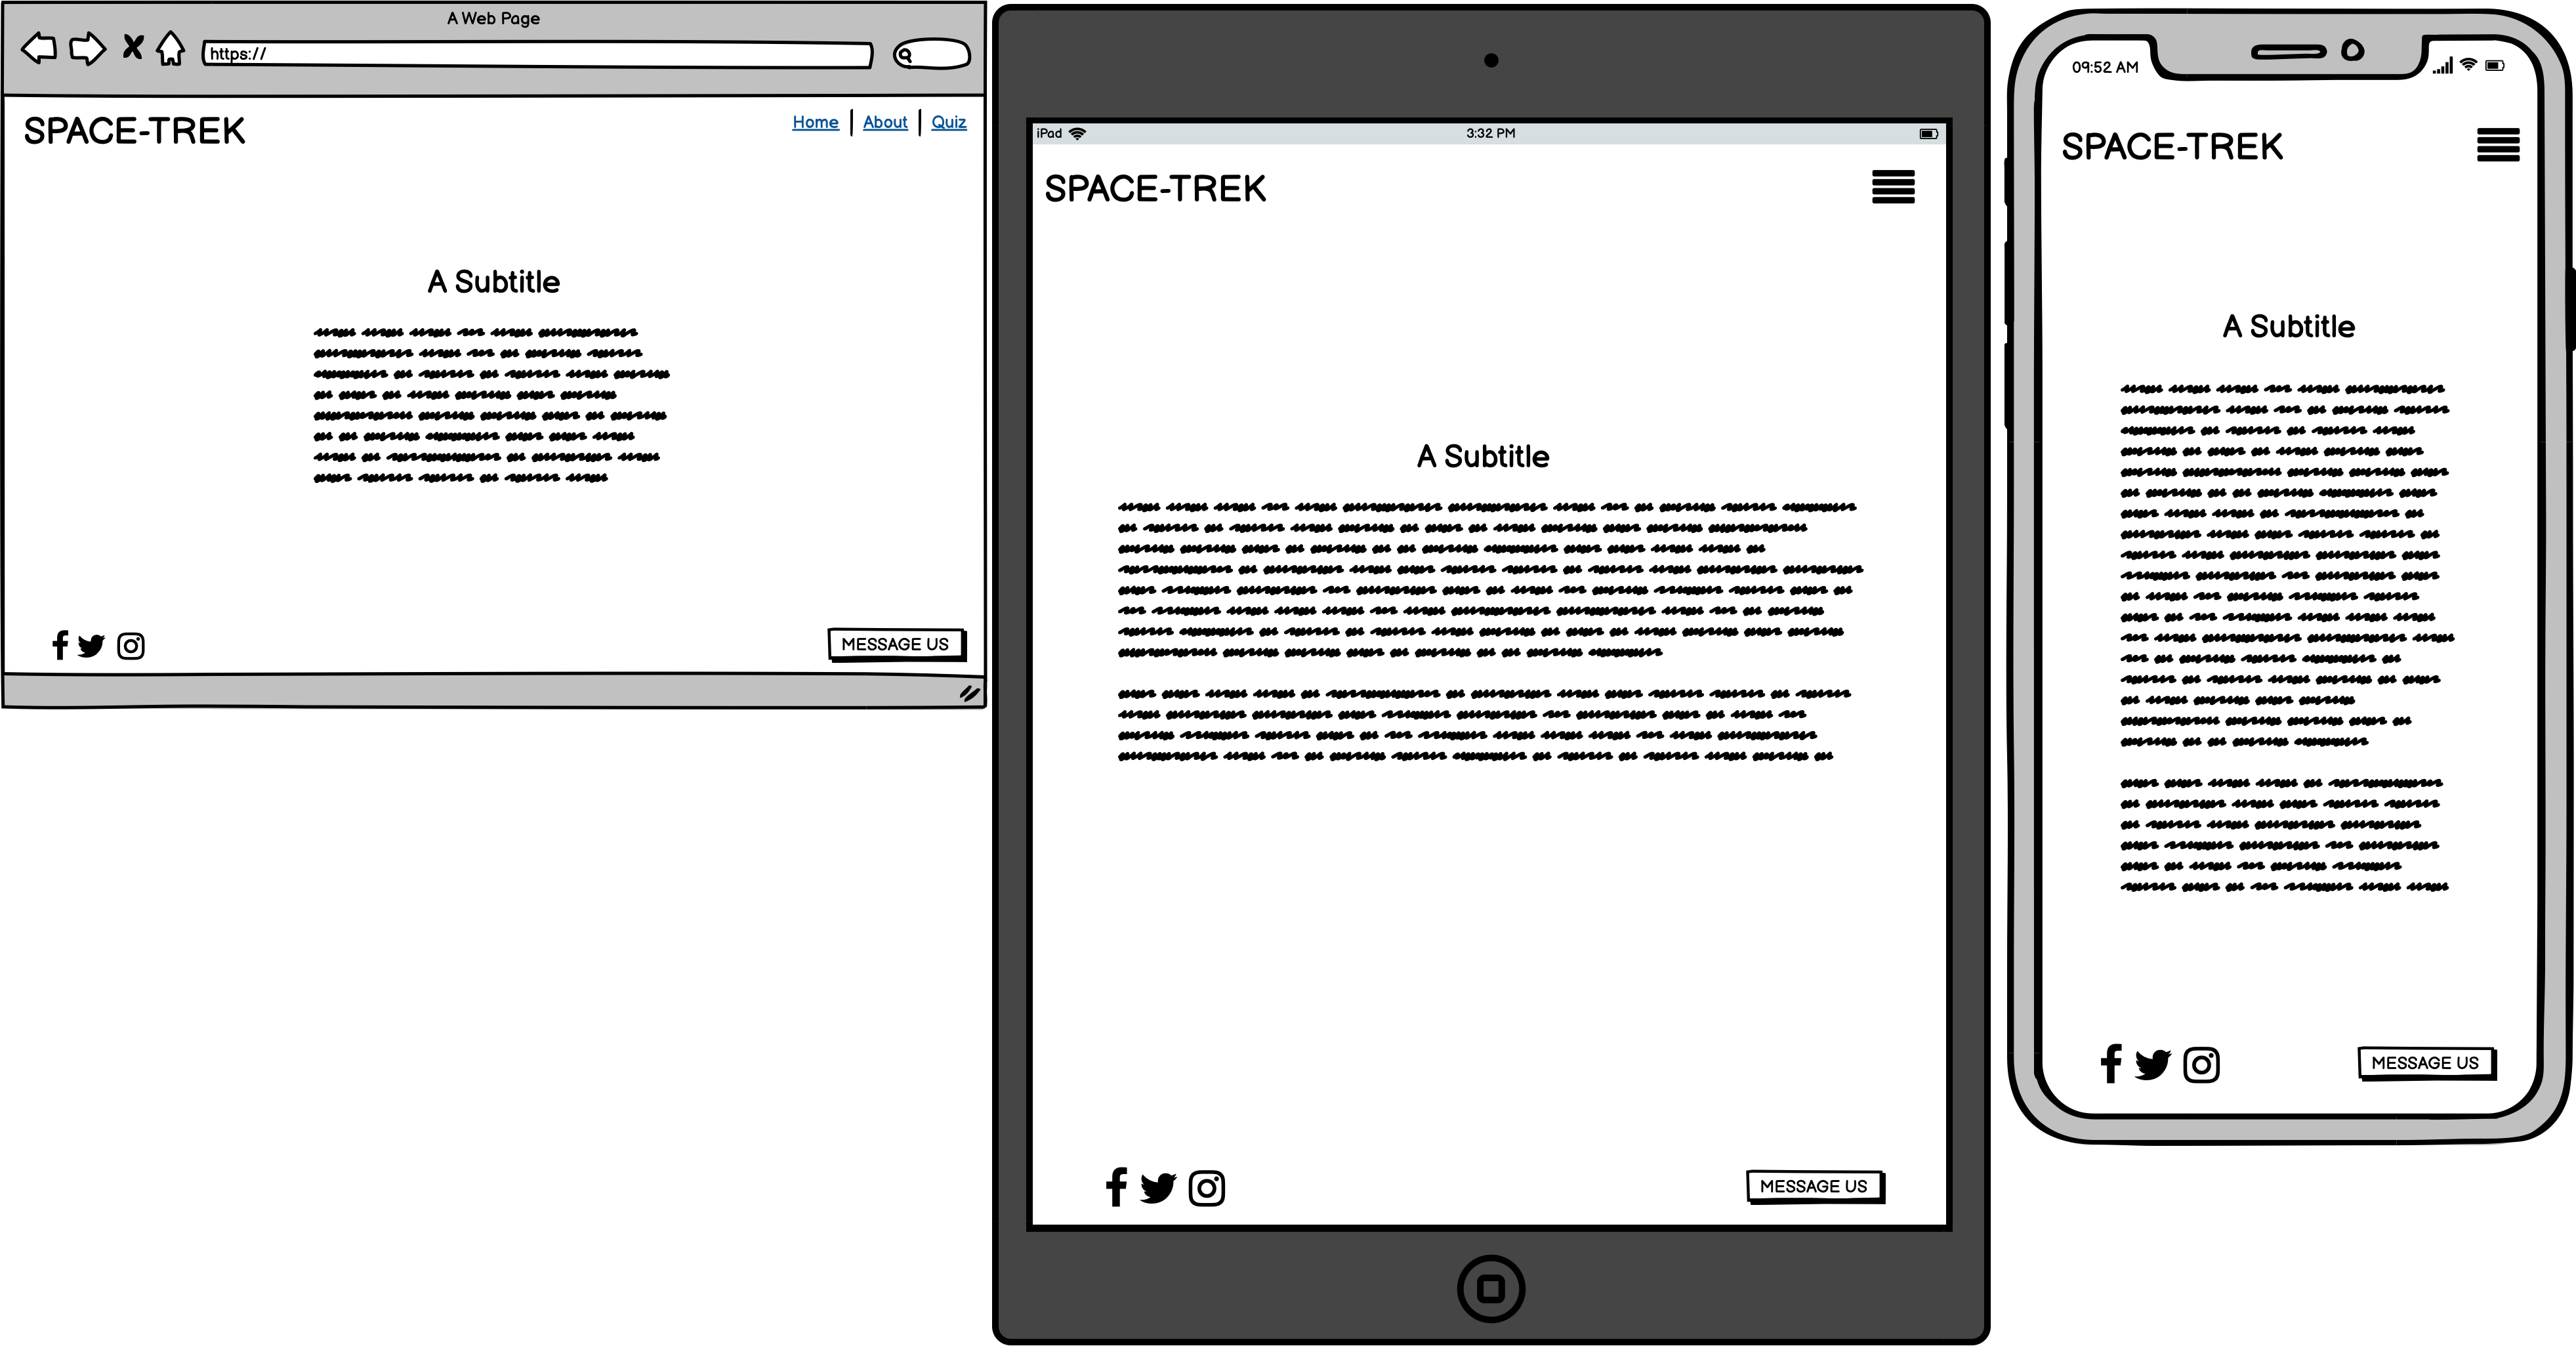 A Web Page
https://
SPACE-TREK
Home | About | Quiz
A Subtitle
MESSAGE US
iPad
3:32 PM
SPACE-TREK
A Subtitle
MESSAGE US
09:52 AM
SPACE-TREK
A Subtitle
MESSAGE US